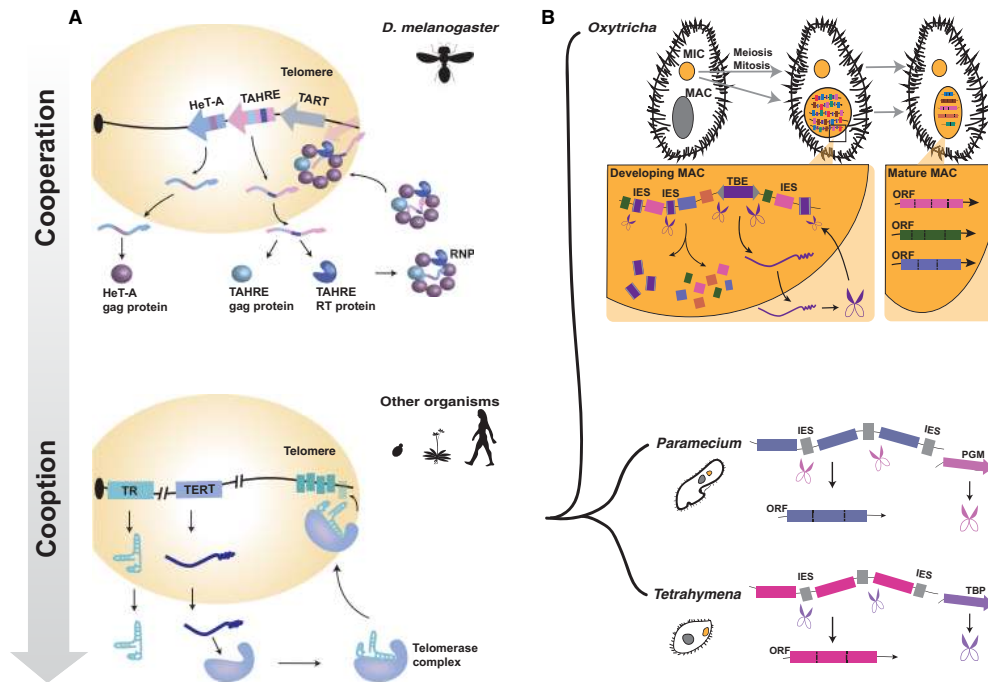 A
D. melanogaster
Telomere
HeT-A
TAHRE
TART
RNP
HeT-A
gag protein
TAHRE
gag protein
TAHRE
RT protein
Cooperation
Cooption
Other organisms
Telomere
TR
TERT
Telomerase
complex
B
Oxytricha
MIC
MAC
Meiosis
Mitosis
Developing MAC
IES
IES
TBE
IES
Mature MAC
ORF
ORF
ORF
Paramecium
IES
IES
PGM
ORF
Tetrahymena
IES
IES
TBP
ORF